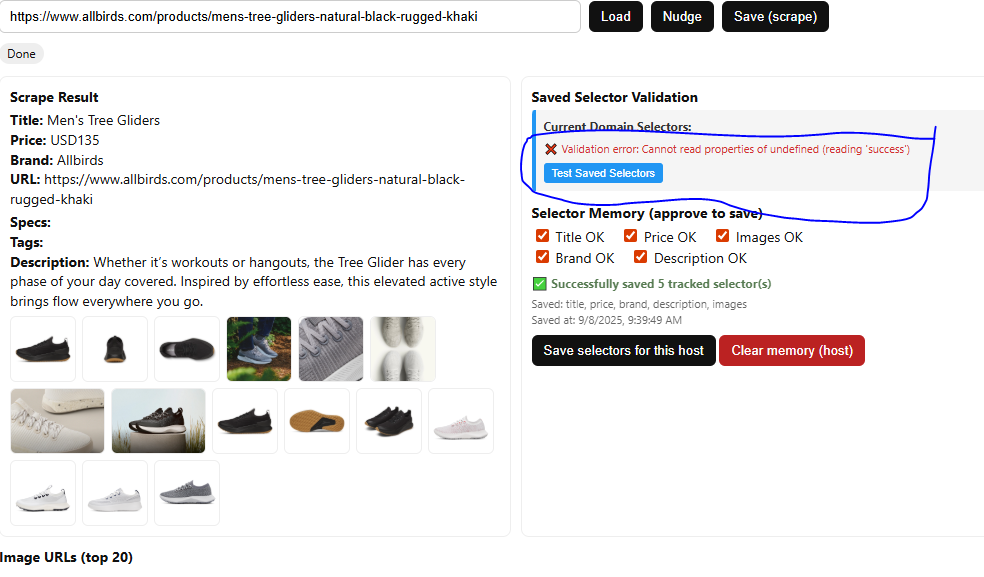 https://www.allbirds.com/products/mens-tree-gliders-natural-black-rugged-khaki
Load
Nudge
Save (scrape)
Done
Scrape Result
Title: Men's Tree Gliders
Price: USD135
Brand: Allbirds
URL: https://www.allbirds.com/products/mens-tree-gliders-natural-black-
rugged-khaki
Specs:
Tags:
Description: Whether it’s workouts or hangouts, the Tree Glider has every
phase of your day covered. Inspired by effortless ease, this elevated active style
brings flow everywhere you go.
Saved Selector Validation
Current Domain Selectors:
❌ Validation error: Cannot read properties of undefined (reading 'success')
Test Saved Selectors
Selector Memory (approve to save)
Title OK
Price OK
Images OK
Brand OK
Description OK
✅ Successfully saved 5 tracked selector(s)
Saved: title, price, brand, description, images
Saved at: 9/8/2025, 9:39:49 AM
Save selectors for this host
Clear memory (host)
Image URLs (top 20)